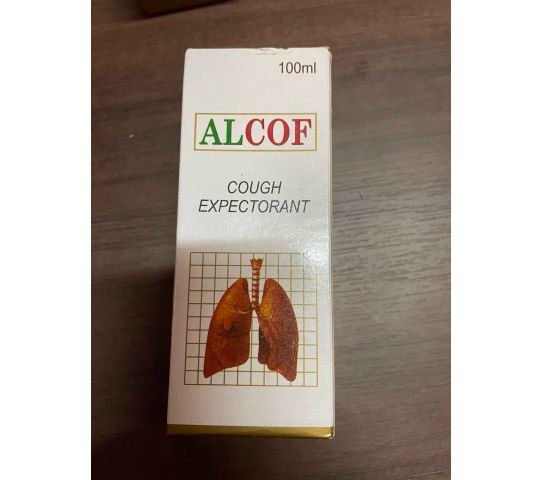 100ml
ALCOF
COUGH
EXPECTORANT